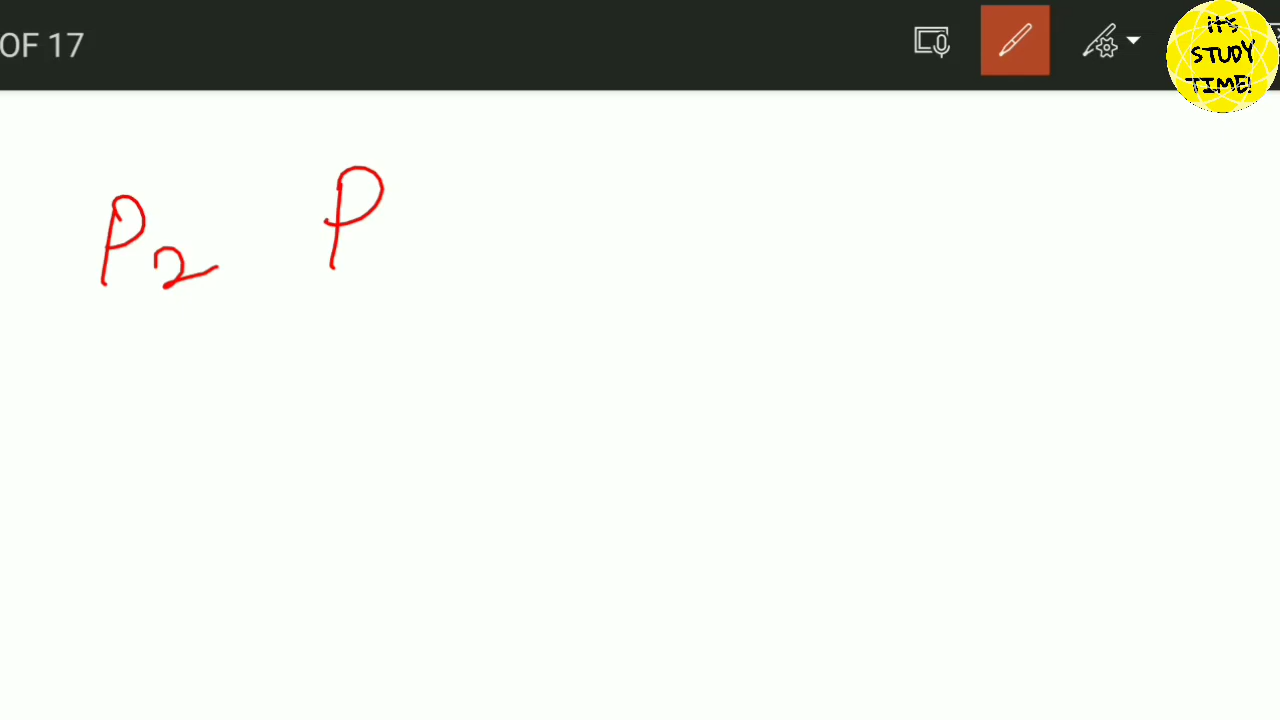 OF 17
IT'S
STUDY
TIME!
P₂ P